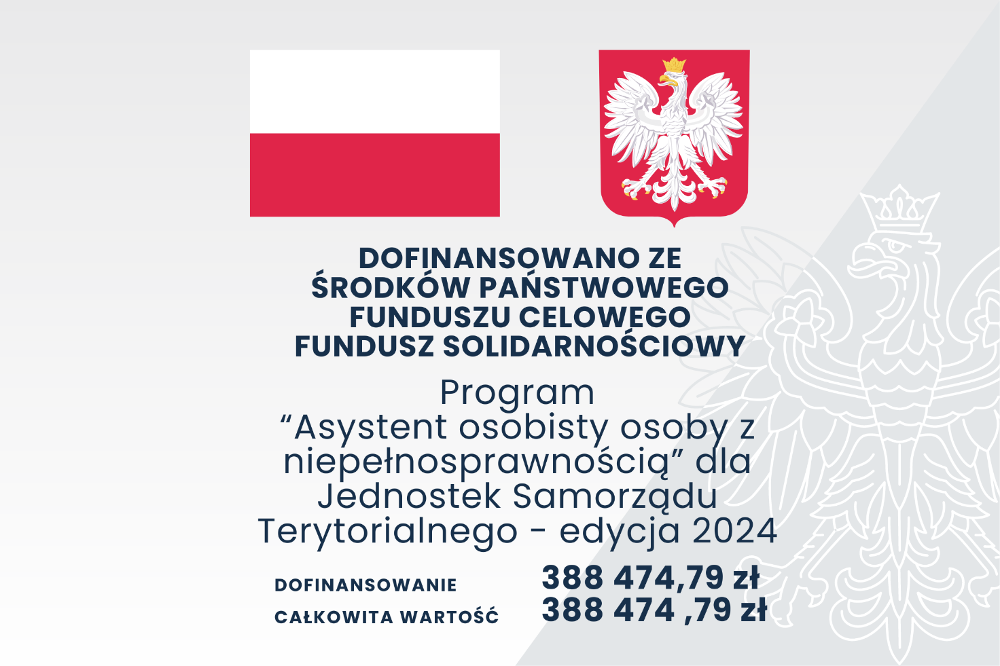 DOFINANSOWANO ZE
ŚRODKÓW PAŃSTWOWEGO
FUNDUSZU CELOWEGO
FUNDUSZ SOLIDARNOŚCIOWY
Program
“Asystent osobisty osoby z
niepełnosprawnością” dla
Jednostek Samorządu
Terytorialnego - edycja 2024
DOFINANSOWANIE 388 474,79 zł
CAŁKOWITA WARTOŚĆ 388 474 ,79 zł